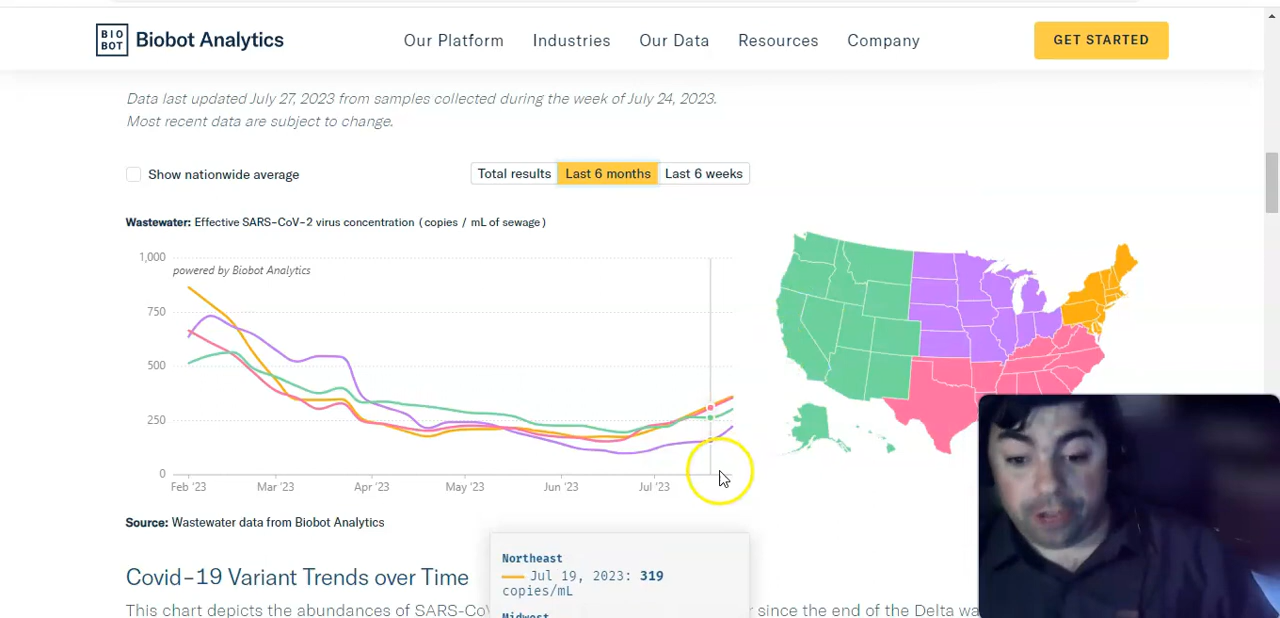 BIO
BOT
Biobot Analytics
Our Platform
Industries
Our Data
Resources
Company
GET STARTED
Data last updated July 27, 2023 from samples collected during the week of July 24, 2023.
Most recent data are subject to change.
Show nationwide average
Total results
Last 6 months
Last 6 weeks
Wastewater: Effective SARS-CoV-2 virus concentration (copies / mL of sewage)
1,000
powered by Biobot Analytics
750
500
250
0
Feb '23
Mar '23
Apr '23
May '23
Jun '23
Jul '23
Source: Wastewater data from Biobot Analytics
Northeast
Jul 19, 2023: 319
copies/mL
Midwest
Covid-19 Variant Trends over Time
This chart depicts the abundances of SARS-CoV
since the end of the Delta wa